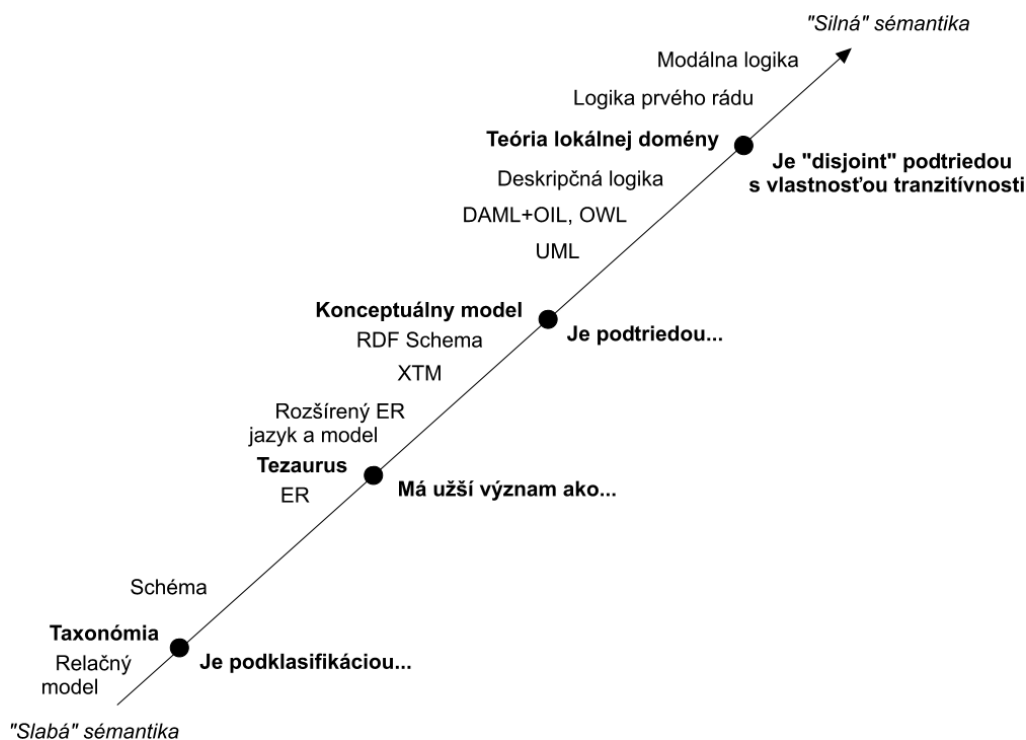 "Silná" sémantika
Modálna logika
Logika prvého rádu
Teória lokálnej domény
Je "disjoint" podtriedou
s vlastnosťou tranzitívnosti
Deskripčná logika
DAML+OIL, OWL
UML
Konceptuálny model
Je podtriedou...
RDF Schema
XTM
Rozšírený ER
jazyk a model
Tezaurus
Má užší význam ako...
ER
Schéma
Taxonómia
Je podklasifikáciou...
Relačný
model
"Slabá" sémantika